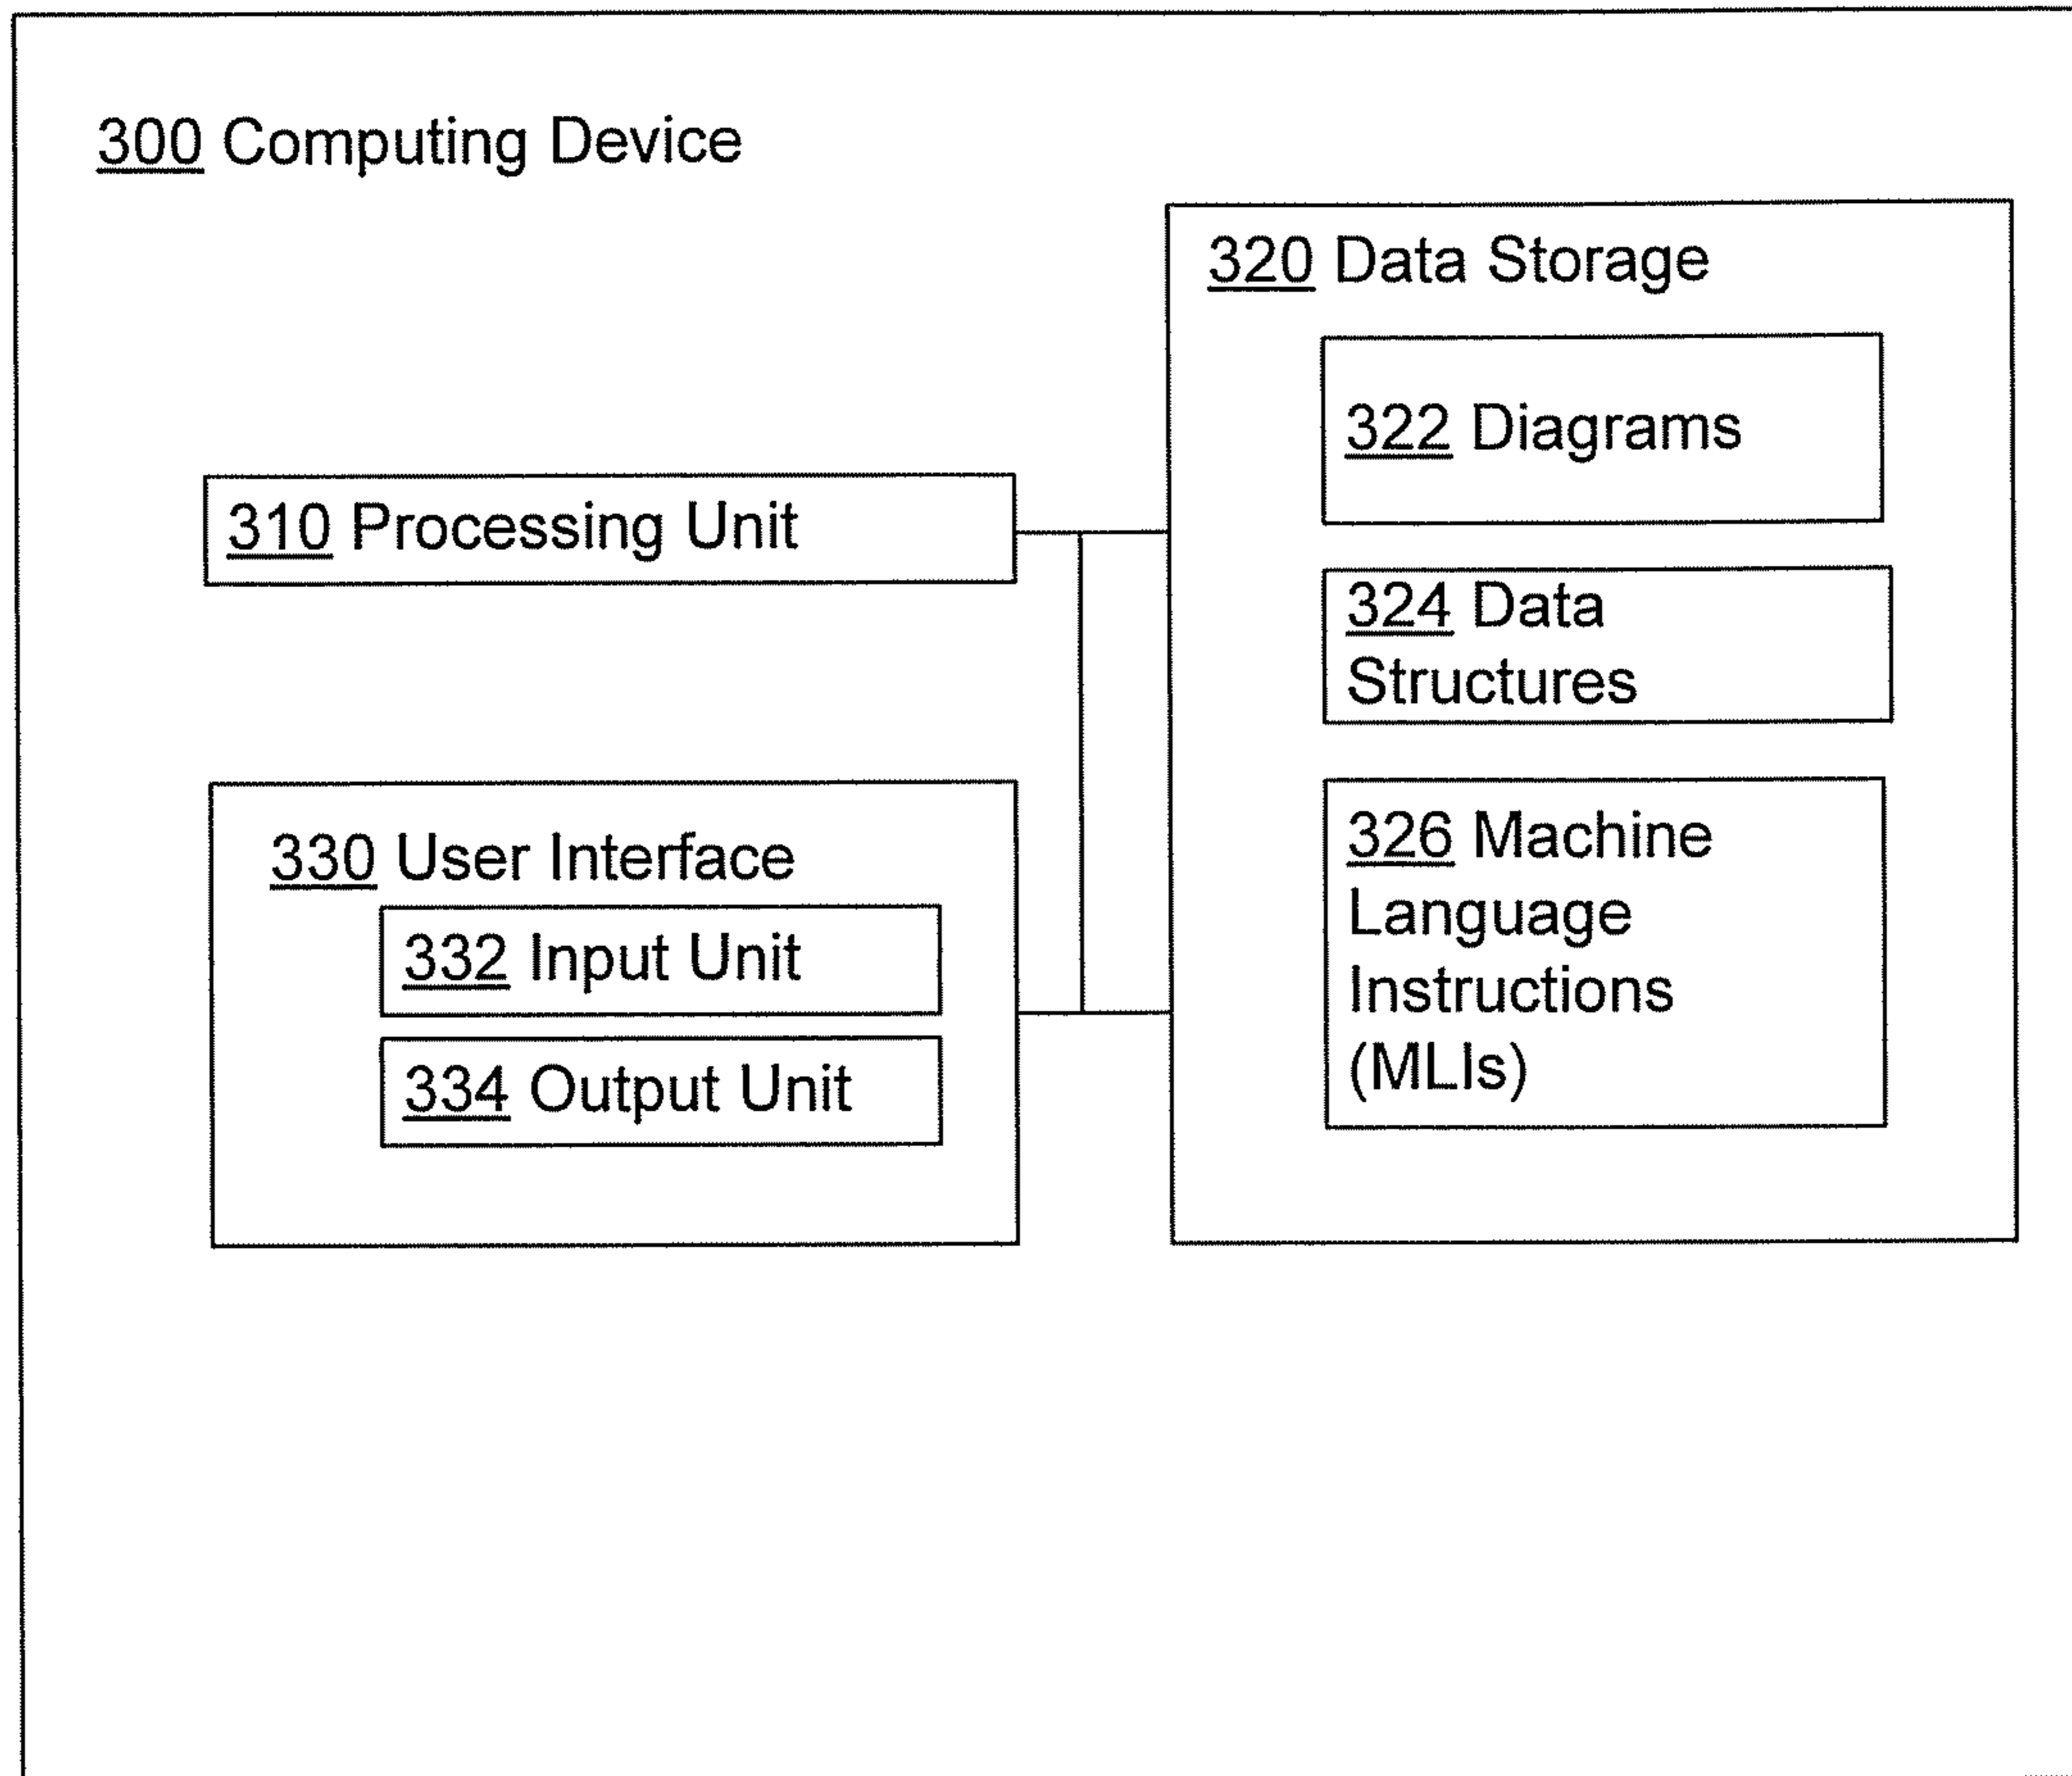 300 Computing Device
320 Data Storage
322 Diagrams
310 Processing Unit
324 Data
Structures
330 User Interface
332 Input Unit
334 Output Unit
326 Machine
Language
Instructions
(MLIs)